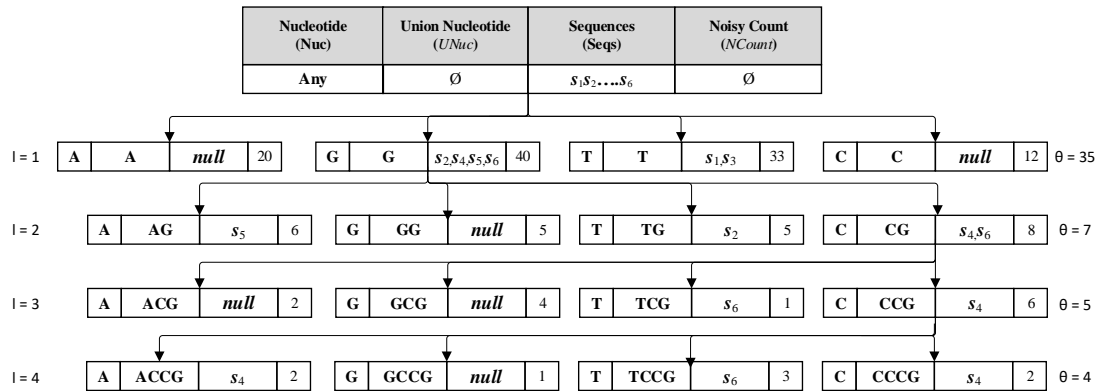 Nucleotide (Nuc) Union Nucleotide (UNuc) Sequences (Seqs) Noisy Count (NCount)
Any Ø s₁s₂....s₆ Ø
l = 1 A A null 20 G G s₂,s₄,s₅,s₆ 40 T T s₁,s₃ 33 C C null 12 θ = 35
l = 2 A AG s₅ 6 G GG null 5 T TG s₂ 5 C CG s₄,s₆ 8 θ = 7
l = 3 A ACG null 2 G GCG null 4 T TCG s₆ 1 C CCG s₄ 6 θ = 5
l = 4 A ACCG s₄ 2 G GCCG null 1 T TCCG s₆ 3 C CCCG s₄ 2 θ = 4